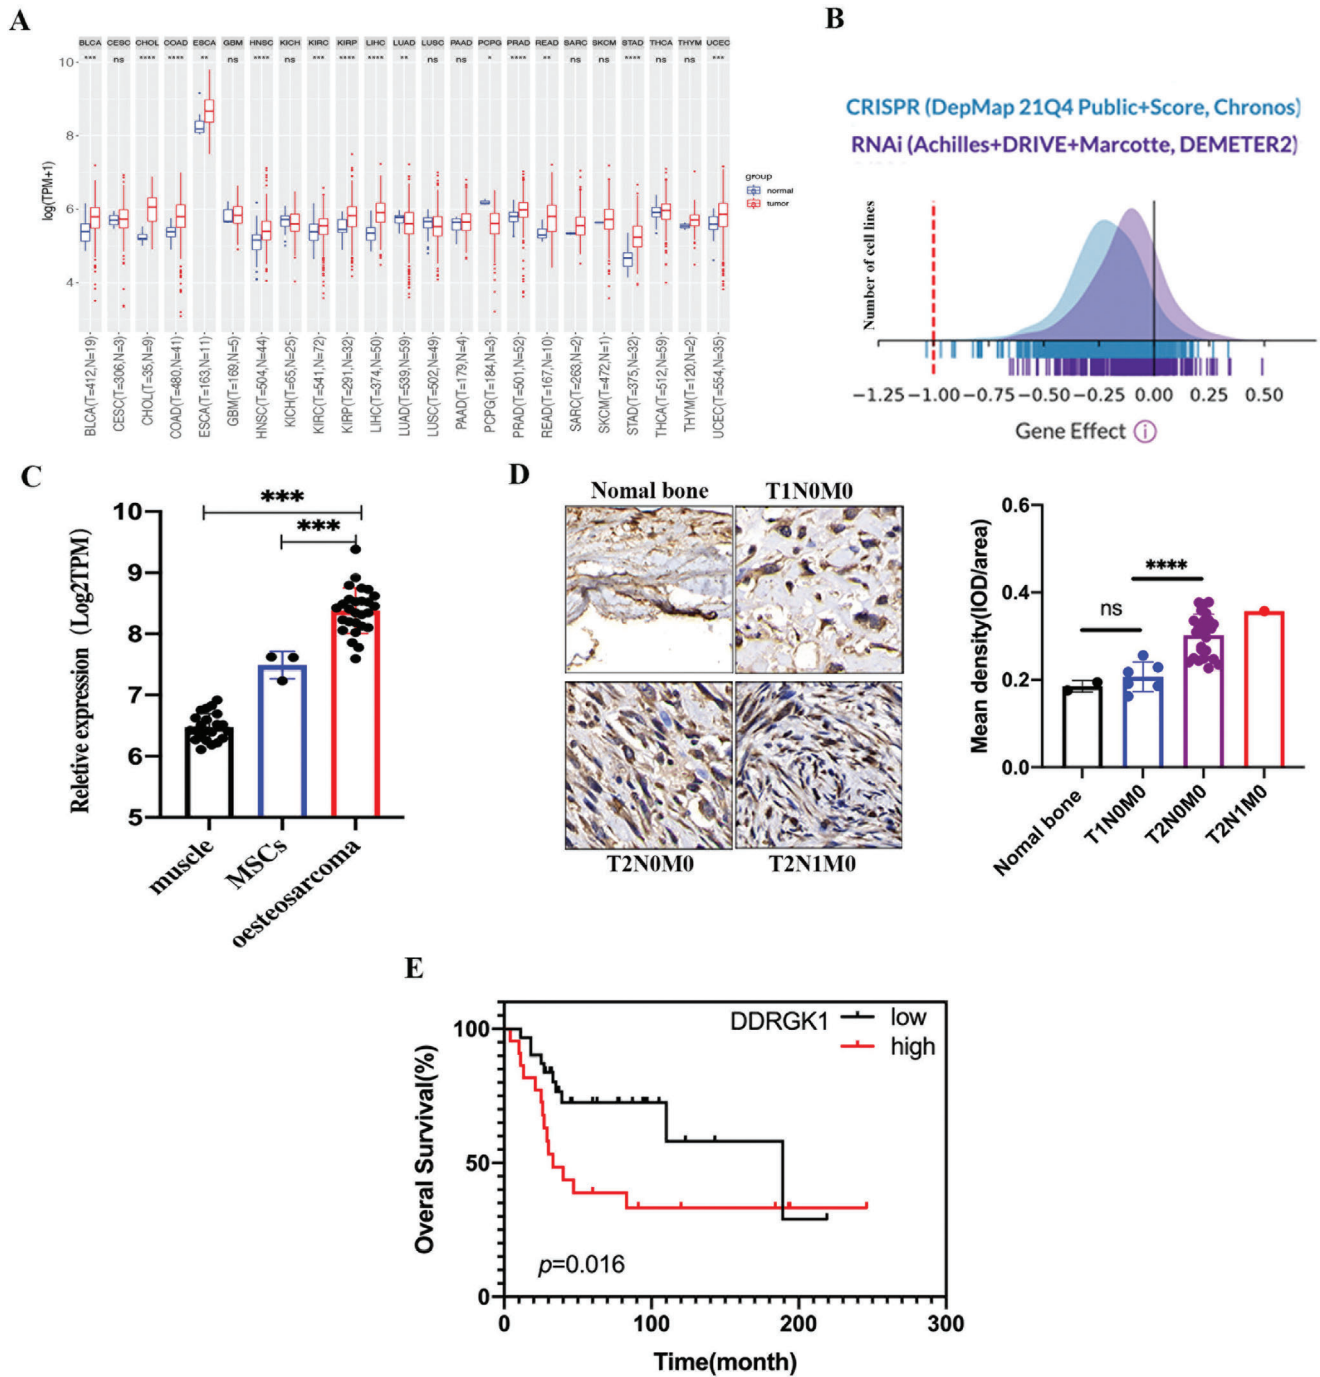 A
BLCA CESC CHOL COAD ESCA GBM HNSC KICH KIRC KIRP LIHC LUAD LUSC PAAD PCPG PRAD READ SARC SKCM STAD THCA THYM UCEC
*** ns **** **** ** ns **** ns *** **** **** ** ns ns * **** ** ns ns **** ns ns ***
10
8
6
4
log(TPM+1)
group
normal
tumor
BLCA(T=412,N=19)
CESC(T=306,N=3)
CHOL(T=35,N=9)
COAD(T=480,N=41)
ESCA(T=163,N=11)
GBM(T=169,N=5)
HNSC(T=504,N=44)
KICH(T=65,N=25)
KIRC(T=541,N=72)
KIRP(T=291,N=32)
LIHC(T=374,N=50)
LUAD(T=539,N=59)
LUSC(T=502,N=49)
PAAD(T=179,N=4)
PCPG(T=184,N=3)
PRAD(T=501,N=52)
READ(T=167,N=10)
SARC(T=263,N=2)
SKCM(T=472,N=1)
STAD(T=375,N=32)
THCA(T=512,N=59)
THYM(T=120,N=2)
UCEC(T=554,N=35)
B
CRISPR (DepMap 21Q4 Public+Score, Chronos)
RNAi (Achilles+DRIVE+Marcotte, DEMETER2)
Number of cell lines
−1.25 −1.00 −0.75 −0.50 −0.25 0.00 0.25 0.50
Gene Effect i
C
***
***
10
9
8
7
6
5
Reletive expression (Log2TPM)
muscle
MSCs
oesteosarcoma
D
Nomal bone T1N0M0
T2N0M0 T2N1M0
0.6
0.4
0.2
0.0
Mean density(IOD/area)
ns
****
Nomal bone
T1N0M0
T2N0M0
T2N1M0
E
DDRGK1
low
high
100
50
0
Overal Survival(%)
p=0.016
0 100 200 300
Time(month)